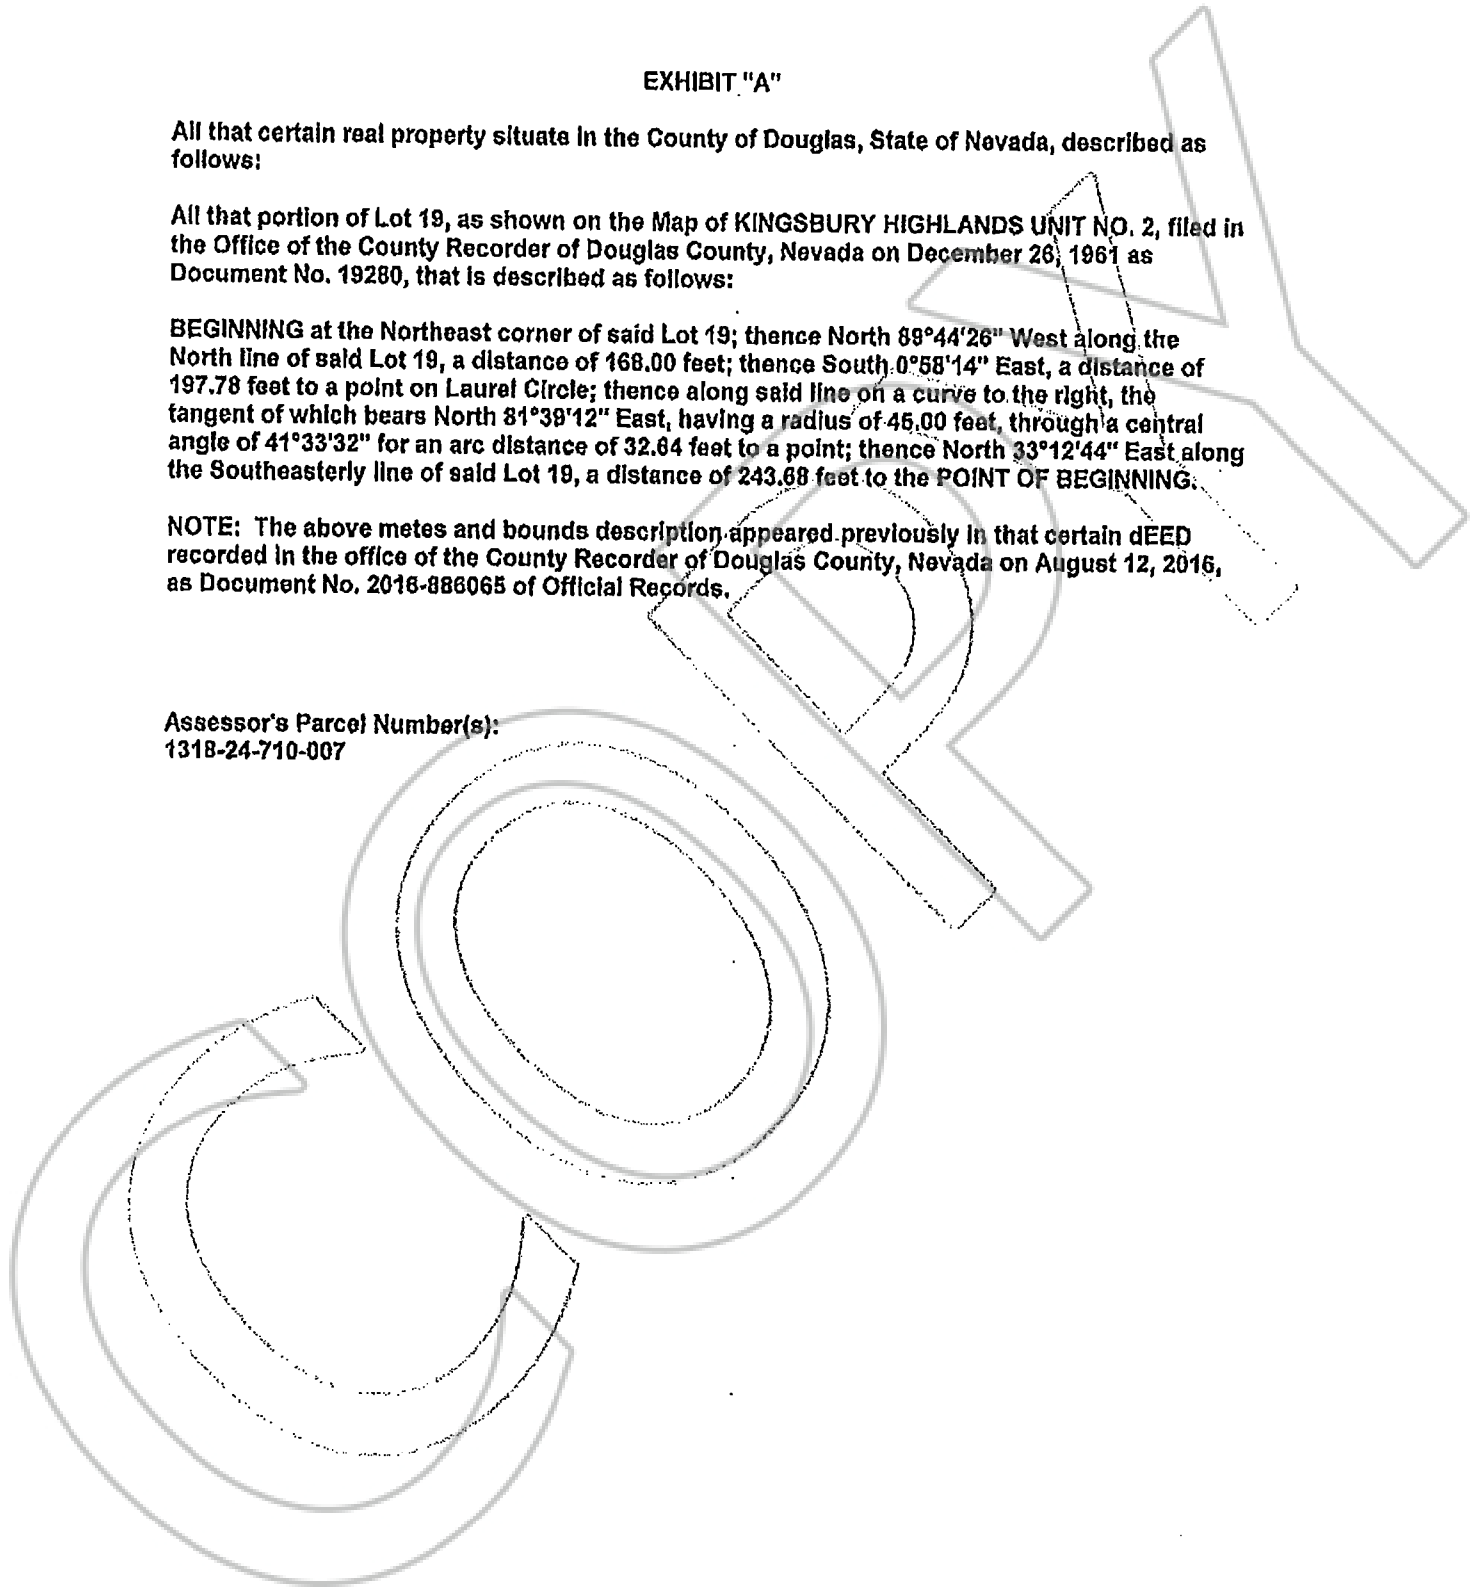 EXHIBIT "A"
All that certain real property situate in the County of Douglas, State of Nevada, described as
follows:
All that portion of Lot 19, as shown on the Map of KINGSBURY HIGHLANDS UNIT NO. 2, filed in
the Office of the County Recorder of Douglas County, Nevada on December 26, 1961 as
Document No. 19280, that is described as follows:
BEGINNING at the Northeast corner of said Lot 19; thence North 89°44'26" West along the
North line of said Lot 19, a distance of 168.00 feet; thence South 0°58'14" East, a distance of
197.78 feet to a point on Laurel Circle; thence along said line on a curve to the right, the
tangent of which bears North 81°39'12" East, having a radius of 45.00 feet, through a central
angle of 41°33'32" for an arc distance of 32.64 feet to a point; thence North 33°12'44" East along
the Southeasterly line of said Lot 19, a distance of 243.68 feet to the POINT OF BEGINNING.
NOTE: The above metes and bounds description appeared previously in that certain dEED
recorded in the office of the County Recorder of Douglas County, Nevada on August 12, 2016,
as Document No. 2016-886065 of Official Records.
Assessor's Parcel Number(s):
1318-24-710-007
COPY